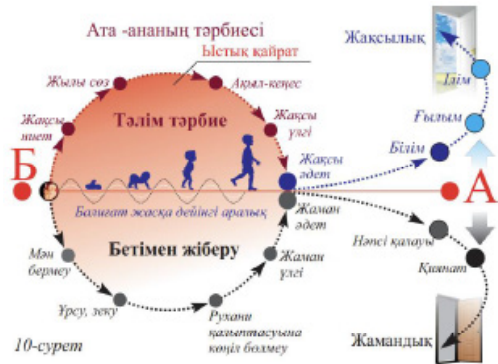 Ата -ананың тәрбиесі
Ыстық қайрат
Жақсылық
Жылы сөз
Ақыл-кеңес
Ілім
Жақсы
ниет
Тәлім тәрбие
Жақсы
үлгі
Ғылым
Білім
Жақсы
әдет
Б
А
Балиғат жасқа дейінгі аралық
Жаман
әдет
Бетімен жіберу
Нәпсі қалауы
Мән
бермеу
Жаман
үлгі
Қиянат
Ұрсу, зеку
Рухани
қалыптасуына
көңіл бөлмеу
Жамандық
10-сурет